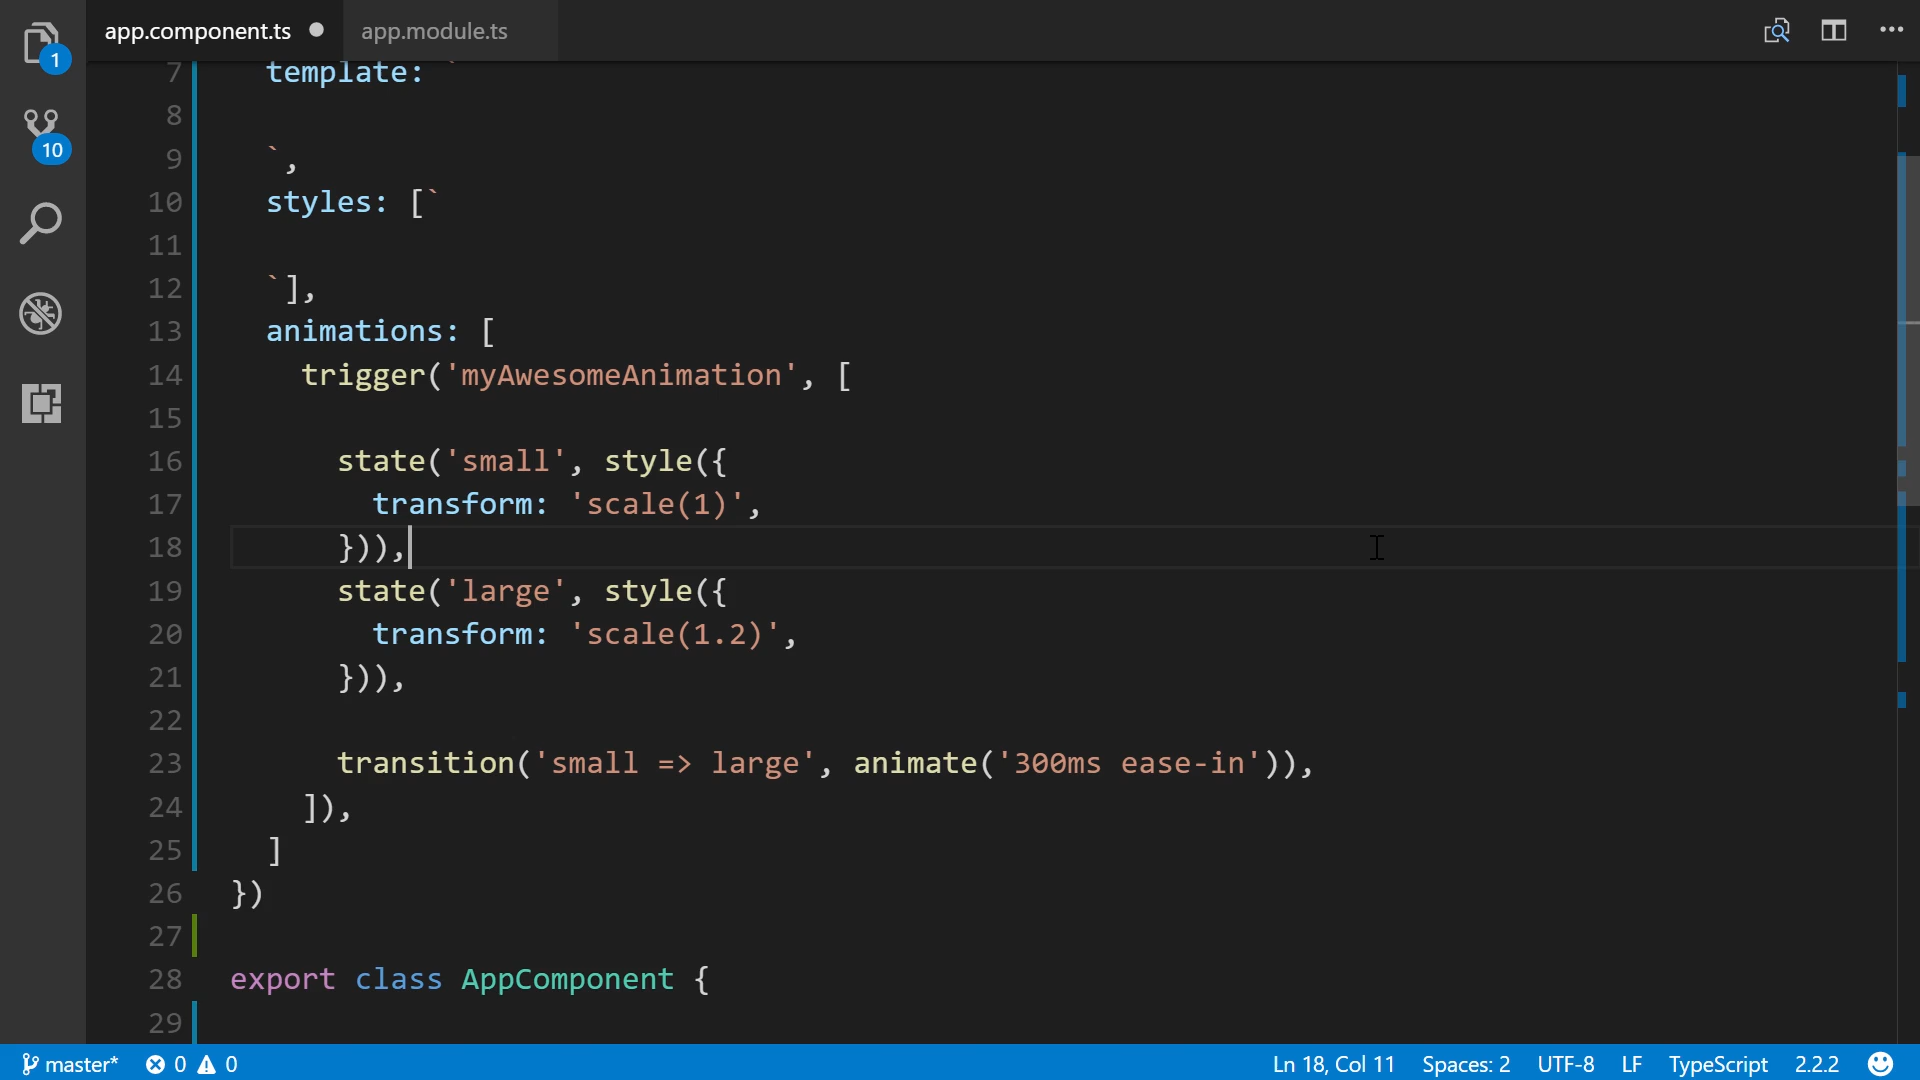 app.component.ts
app.module.ts
1
10
7 template: `
8
9 `,
10 styles: [`
11
12 `],
13 animations: [
14 trigger('myAwesomeAnimation', [
15
16 state('small', style({
17 transform: 'scale(1)',
18 })),
19 state('large', style({
20 transform: 'scale(1.2)',
21 })),
22
23 transition('small => large', animate('300ms ease-in')),
24 ]),
25 ]
26 })
27
28 export class AppComponent {
29
master* 0 0 Ln 18, Col 11 Spaces: 2 UTF-8 LF TypeScript 2.2.2